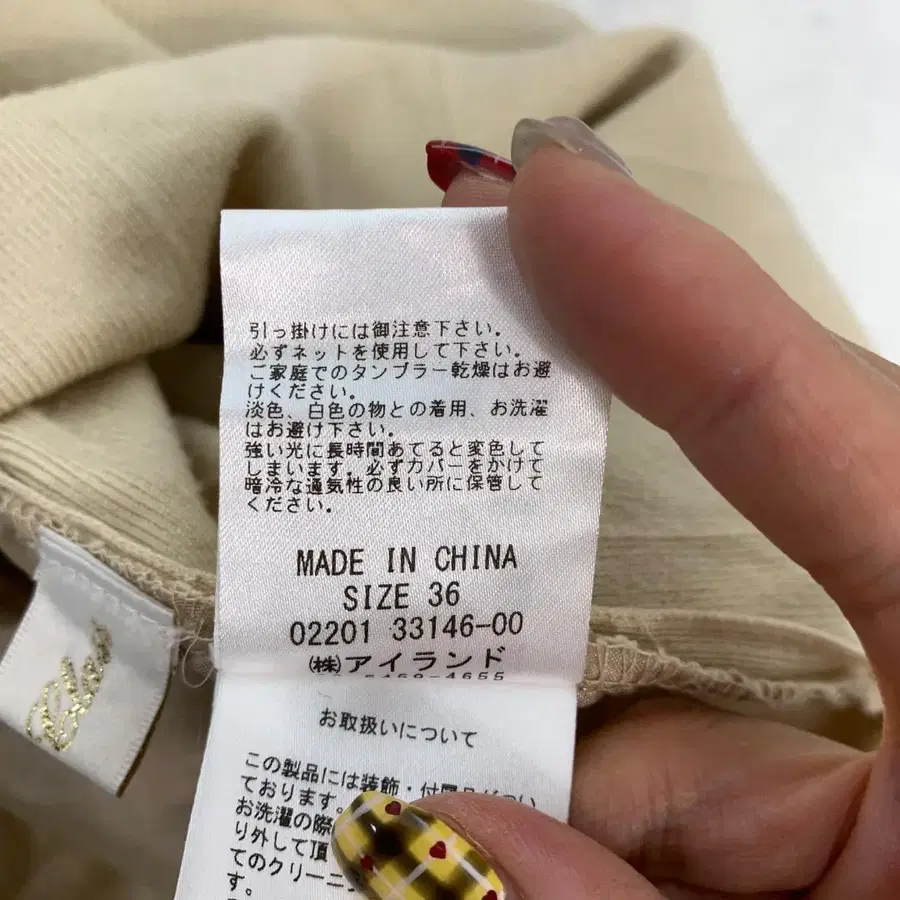 引っ掛けには御注意下さい。
必ずネットを使用して下さい。
ご家庭でのタンブラー乾燥はお避
けください。
淡色、白色の物との着用、お洗濯
はお避け下さい。
強い光に長時間あてると変色して
しまいます。必ずカバーをかけて
暗冷な通気性の良い所に保管して
ください。
MADE IN CHINA
SIZE 36
02201 33146-00
(株)アイランド
お取扱いについて
この製品には装飾・付属品がつい
ております。
お洗濯の際
り外して頂
てのクリーニ
す。